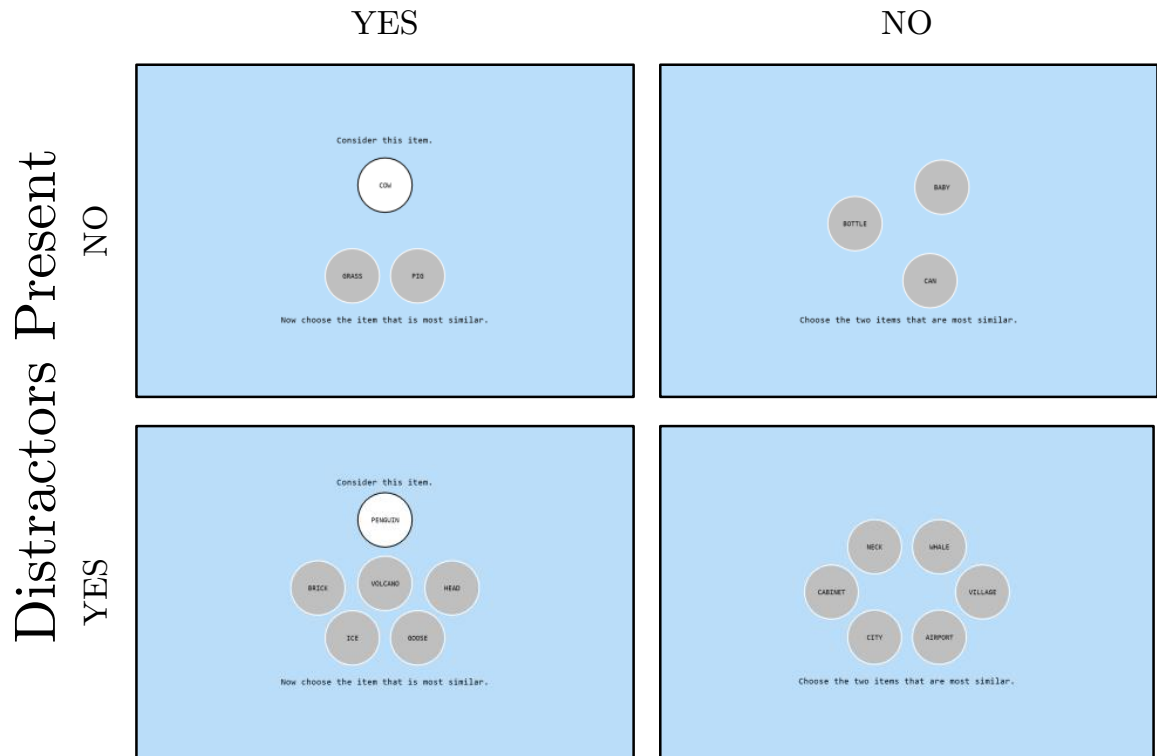 YES
NO
Distractors Present
NO
Consider this item.
COW
GRASS
PIG
Now choose the item that is most similar.
BABY
BOTTLE
CAN
Choose the two items that are most similar.
YES
Consider this item.
PENGUIN
BRICK
VOLCANO
HEAD
ICE
GOOSE
Now choose the item that is most similar.
NECK
WHALE
CABINET
VILLAGE
CITY
AIRPORT
Choose the two items that are most similar.